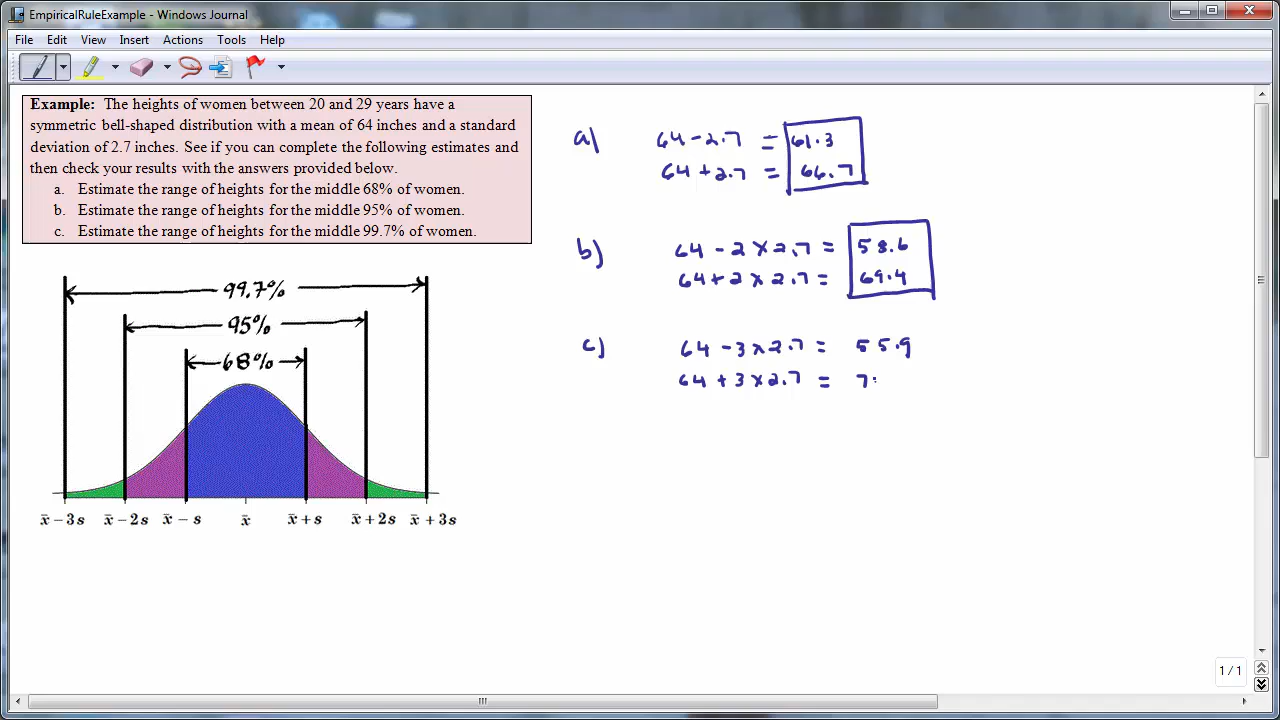 EmpiricalRuleExample - Windows Journal
File Edit View Insert Actions Tools Help
Example: The heights of women between 20 and 29 years have a
symmetric bell-shaped distribution with a mean of 64 inches and a standard
deviation of 2.7 inches. See if you can complete the following estimates and
then check your results with the answers provided below.
a. Estimate the range of heights for the middle 68% of women.
b. Estimate the range of heights for the middle 95% of women.
c. Estimate the range of heights for the middle 99.7% of women.
99.7%
95%
68%
x̄ − 3s x̄ − 2s x̄ − s x̄ x̄ + s x̄ + 2s x̄ + 3s
a) 64 - 2.7 = 61.3
64 + 2.7 = 66.7
b) 64 - 2 × 2.7 = 58.6
64 + 2 × 2.7 = 69.4
c) 64 - 3 × 2.7 = 55.9
64 + 3 × 2.7 = 7
1 / 1